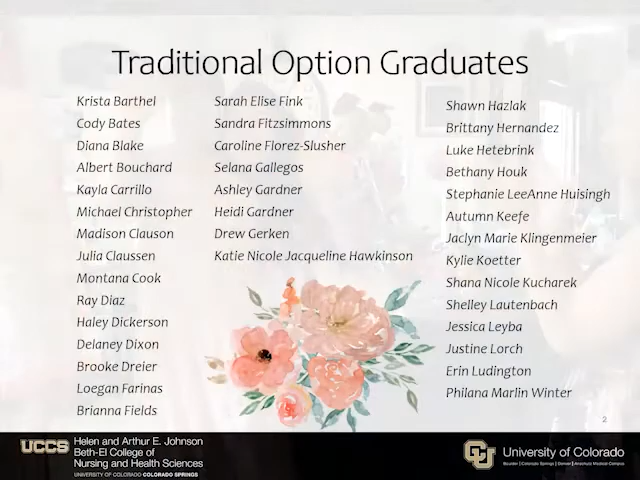 Traditional Option Graduates
Krista Barthel
Cody Bates
Diana Blake
Albert Bouchard
Kayla Carrillo
Michael Christopher
Madison Clauson
Julia Claussen
Montana Cook
Ray Diaz
Haley Dickerson
Delaney Dixon
Brooke Dreier
Loegan Farinas
Brianna Fields
Sarah Elise Fink
Sandra Fitzsimmons
Caroline Florez-Slusher
Selana Gallegos
Ashley Gardner
Heidi Gardner
Drew Gerken
Katie Nicole Jacqueline Hawkinson
Shawn Hazlak
Brittany Hernandez
Luke Hetebrink
Bethany Houk
Stephanie LeeAnne Huisingh
Autumn Keefe
Jaclyn Marie Klingenmeier
Kylie Koetter
Shana Nicole Kucharek
Shelley Lautenbach
Jessica Leyba
Justine Lorch
Erin Ludington
Philana Marlin Winter
2
UCCS
Helen and Arthur E. Johnson
Beth-El College of
Nursing and Health Sciences
UNIVERSITY OF COLORADO COLORADO SPRINGS
CU
University of Colorado
Boulder | Colorado Springs | Denver | Anschutz Medical Campus